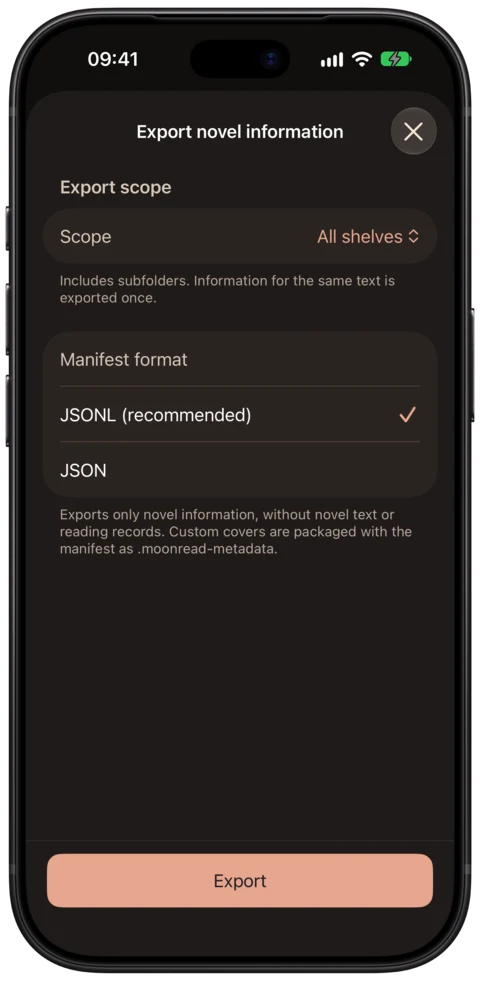 09:41
Export novel information
Export scope
Scope
All shelves
Includes subfolders. Information for the same text is
exported once.
Manifest format
JSONL (recommended)
JSON
Exports only novel information, without novel text or
reading records. Custom covers are packaged with the
manifest as .moonread-metadata.
Export